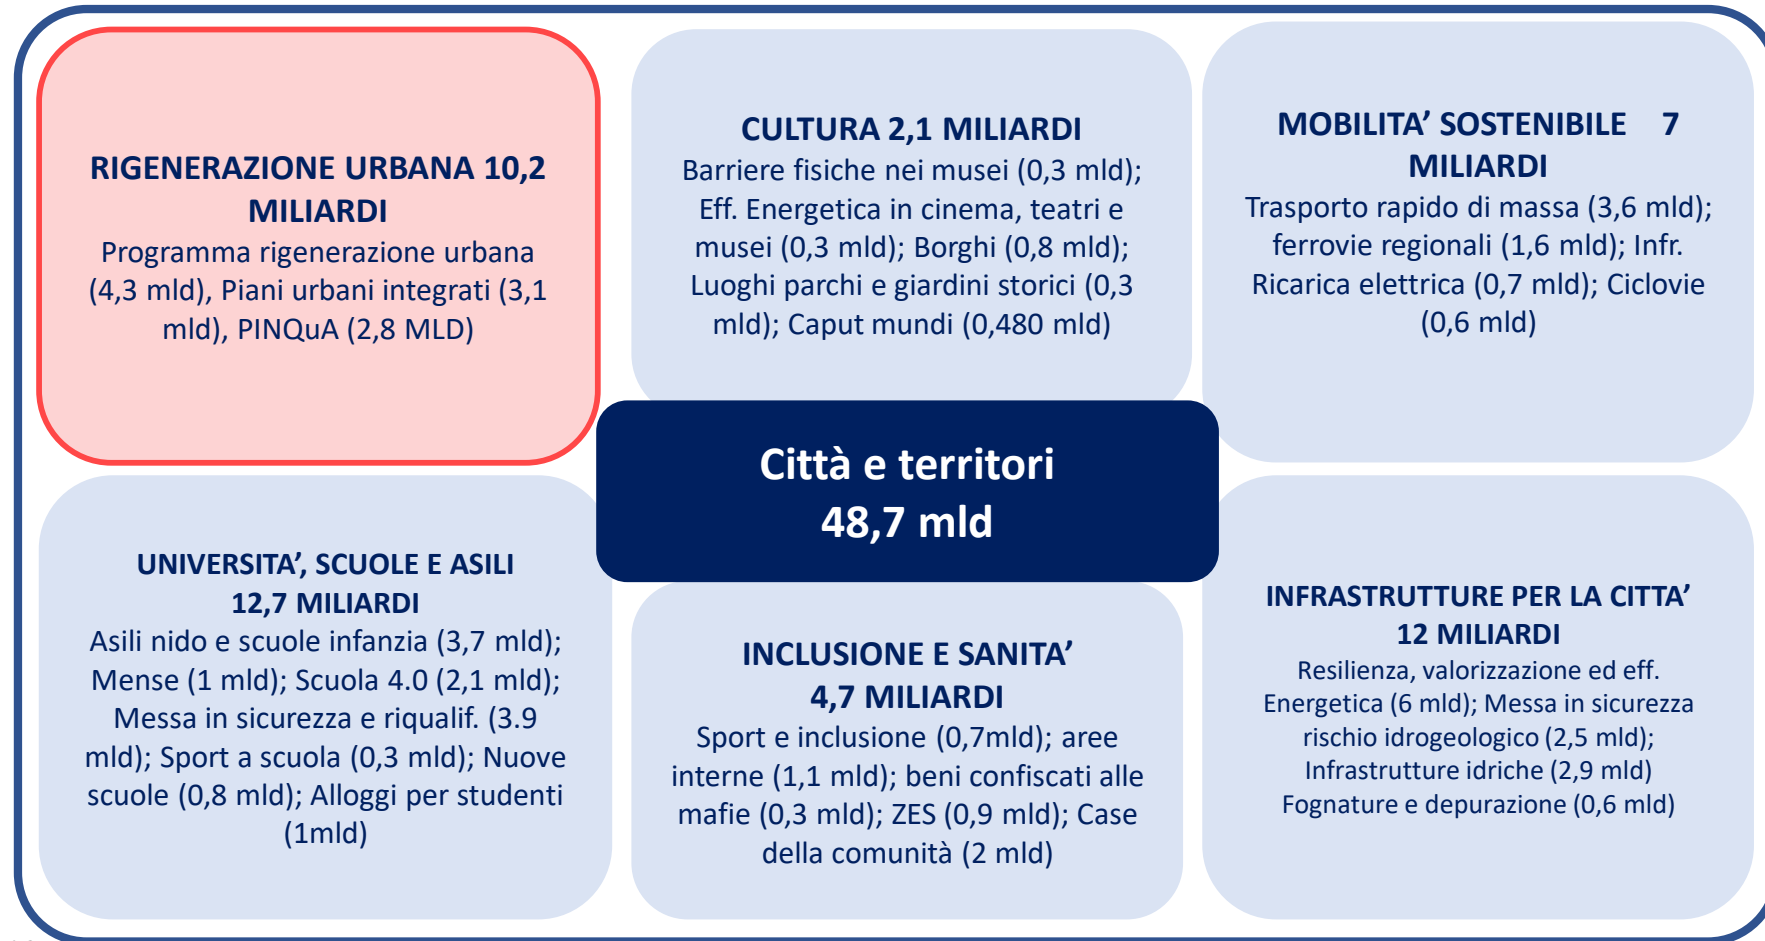 RIGENERAZIONE URBANA 10,2
MILIARDI
Programma rigenerazione urbana
(4,3 mld), Piani urbani integrati (3,1
mld), PINQuA (2,8 MLD)
CULTURA 2,1 MILIARDI
Barriere fisiche nei musei (0,3 mld);
Eff. Energetica in cinema, teatri e
musei (0,3 mld); Borghi (0,8 mld);
Luoghi parchi e giardini storici (0,3
mld); Caput mundi (0,480 mld)
MOBILITA’ SOSTENIBILE 7
MILIARDI
Trasporto rapido di massa (3,6 mld);
ferrovie regionali (1,6 mld); Infr.
Ricarica elettrica (0,7 mld); Ciclovie
(0,6 mld)
Città e territori
48,7 mld
UNIVERSITA’, SCUOLE E ASILI
12,7 MILIARDI
Asili nido e scuole infanzia (3,7 mld);
Mense (1 mld); Scuola 4.0 (2,1 mld);
Messa in sicurezza e riqualif. (3.9
mld); Sport a scuola (0,3 mld); Nuove
scuole (0,8 mld); Alloggi per studenti
(1mld)
INCLUSIONE E SANITA’
4,7 MILIARDI
Sport e inclusione (0,7mld); aree
interne (1,1 mld); beni confiscati alle
mafie (0,3 mld); ZES (0,9 mld); Case
della comunità (2 mld)
INFRASTRUTTURE PER LA CITTA’
12 MILIARDI
Resilienza, valorizzazione ed eff.
Energetica (6 mld); Messa in sicurezza
rischio idrogeologico (2,5 mld);
Infrastrutture idriche (2,9 mld)
Fognature e depurazione (0,6 mld)